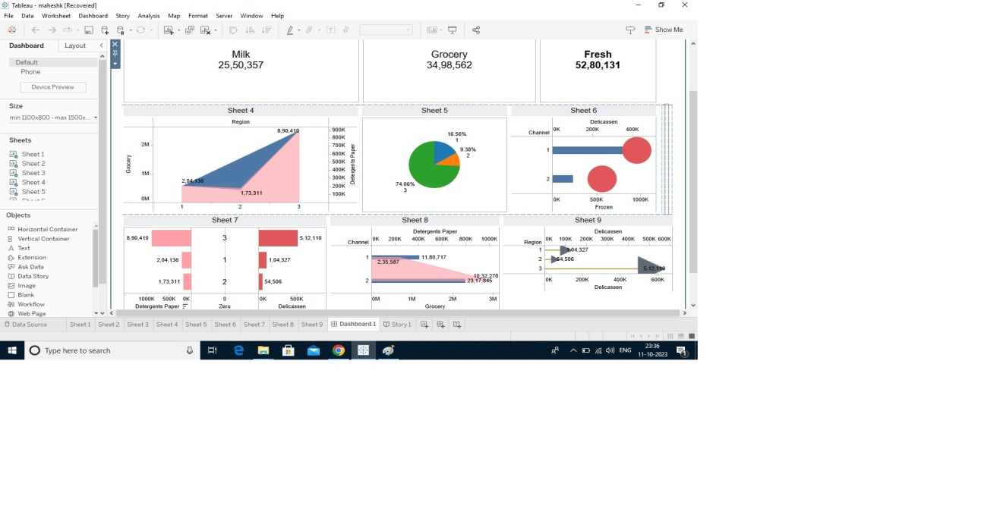 Tableau - maheshk [Recovered]
File Data Worksheet Dashboard Story Analysis Map Format Server Window Help
Show Me
Dashboard Layout
Default
Phone
Device Preview
Size
min 1100x800 - max 1500x...
Sheets
Sheet 1
Sheet 2
Sheet 3
Sheet 4
Sheet 5
Objects
Horizontal Container
Vertical Container
Text
Extension
Ask Data
Data Story
Image
Blank
Workflow
Web Page
Milk
25,50,357
Grocery
34,98,562
Fresh
52,80,131
Sheet 4
Region
Grocery
2M
1M
0M
8,90,410
2,04,136
1,73,311
1 2 3
900K
800K
700K
600K
500K
400K
300K
200K
100K
Detergents Paper
Sheet 5
16.56%
1
9.38%
2
74.06%
3
Sheet 6
Delicassen
Channel 0K 200K 400K
1
2
0K 500K 1000K
Frozen
Sheet 7
8,90,410 3 5,12,110
2,04,136 1 1,04,327
1,73,311 2 54,506
1000K 500K 0K 0 0K 500K
Detergents Paper Zero Delicassen
Sheet 8
Detergents Paper
Channel 0K 200K 400K 600K 800K 1000K
1 11,80,717
2,35,587
10,32,270
2 23,17,845
0M 1M 2M 3M
Grocery
Sheet 9
Delicassen
Region 0K 100K 200K 300K 400K 500K 600K
1 1,04,327
2 54,506
3 5,12,110
0K 200K 400K 600K
Delicassen
Data Source Sheet 1 Sheet 2 Sheet 3 Sheet 4 Sheet 5 Sheet 6 Sheet 7 Sheet 8 Sheet 9 Dashboard 1 Story 1
Type here to search
ENG
23:36
11-10-2023
1